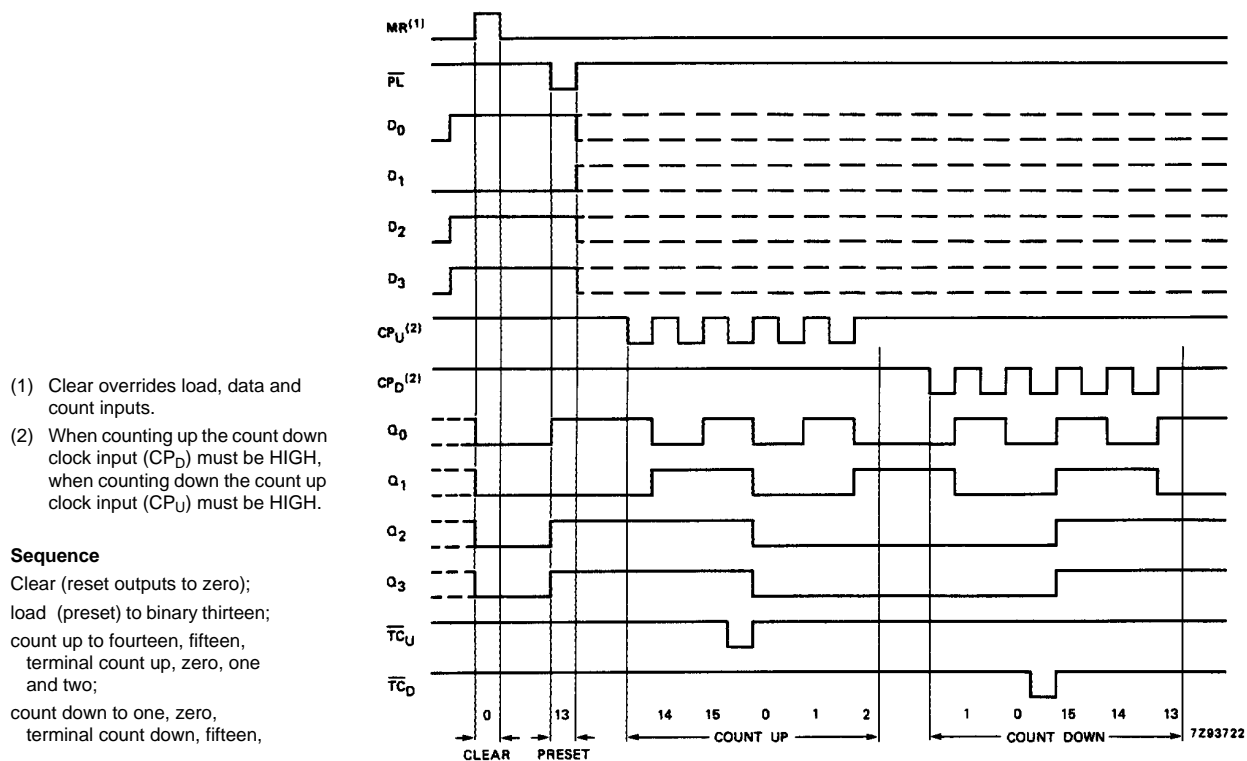 (1) Clear overrides load, data and
count inputs.
(2) When counting up the count down
clock input (CPD) must be HIGH,
when counting down the count up
clock input (CPU) must be HIGH.
Sequence
Clear (reset outputs to zero);
load (preset) to binary thirteen;
count up to fourteen, fifteen,
terminal count up, zero, one
and two;
count down to one, zero,
terminal count down, fifteen,
MR(1)
PL
D0
D1
D2
D3
CPU(2)
CPD(2)
Q0
Q1
Q2
Q3
TCU
TCD
0 13 14 15 0 1 2 1 0 15 14 13
CLEAR PRESET COUNT UP COUNT DOWN
7Z93722